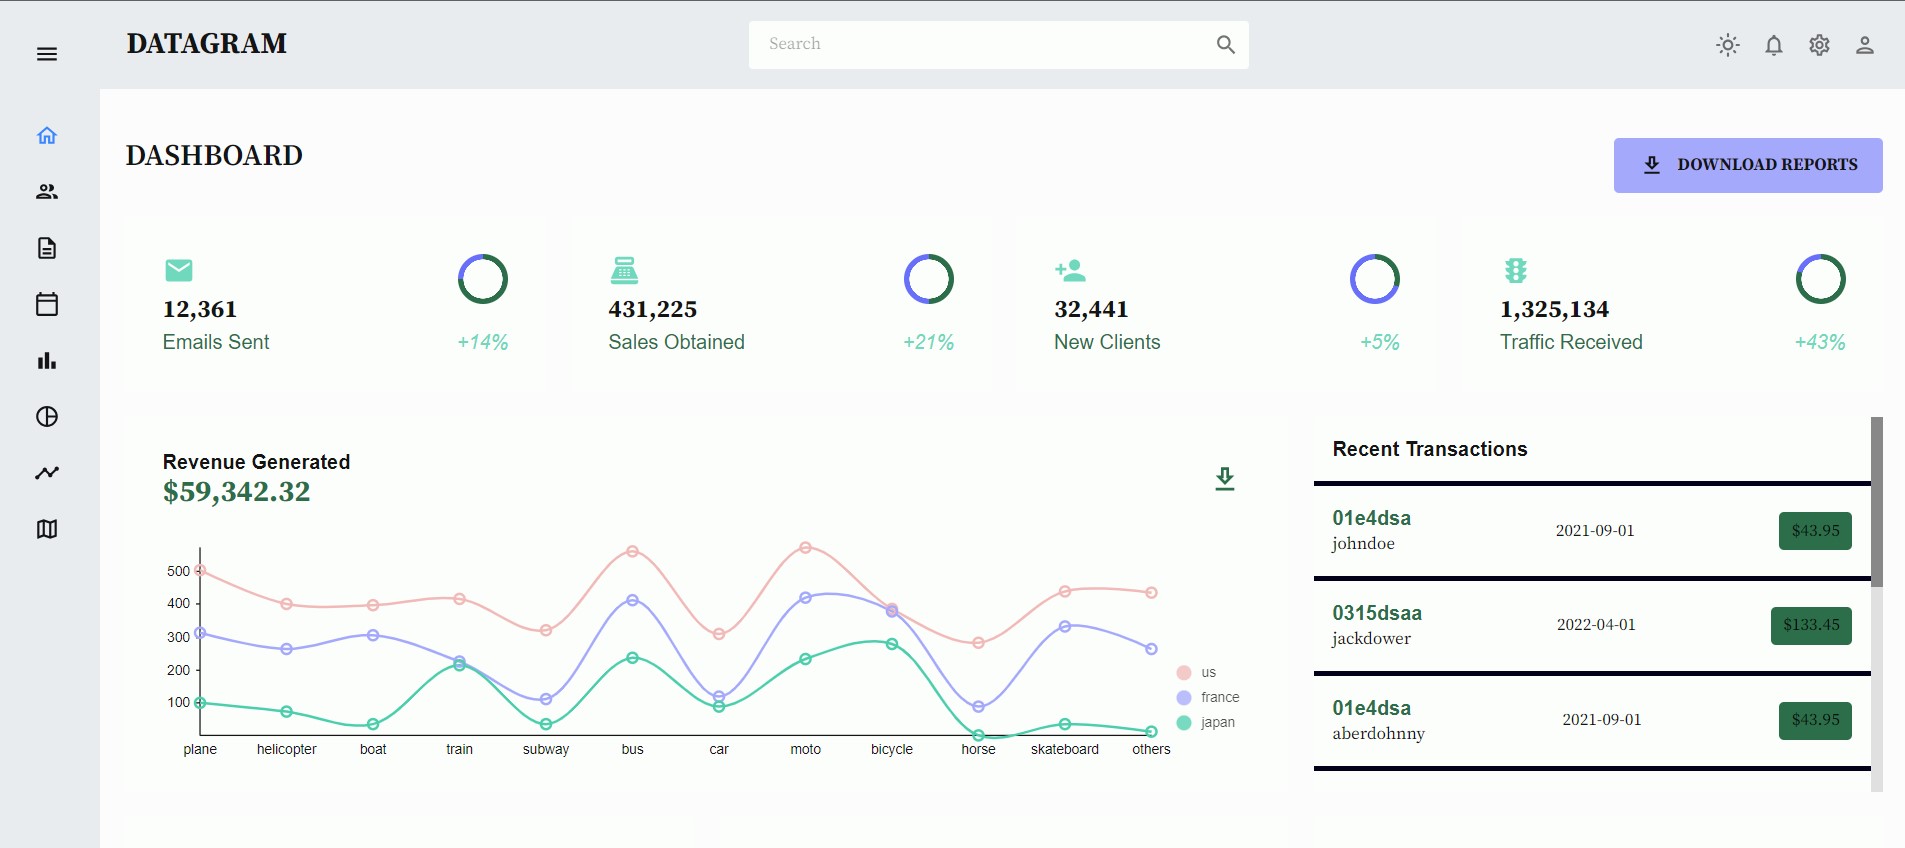 DATAGRAM
Search
DASHBOARD
DOWNLOAD REPORTS
12,361
Emails Sent
+14%
431,225
Sales Obtained
+21%
32,441
New Clients
+5%
1,325,134
Traffic Received
+43%
Revenue Generated
$59,342.32
500
400
300
200
100
plane helicopter boat train subway bus car moto bicycle horse skateboard others
us
france
japan
Recent Transactions
01e4dsa
johndoe
2021-09-01
$43.95
0315dsaa
jackdower
2022-04-01
$133.45
01e4dsa
aberdohnny
2021-09-01
$43.95